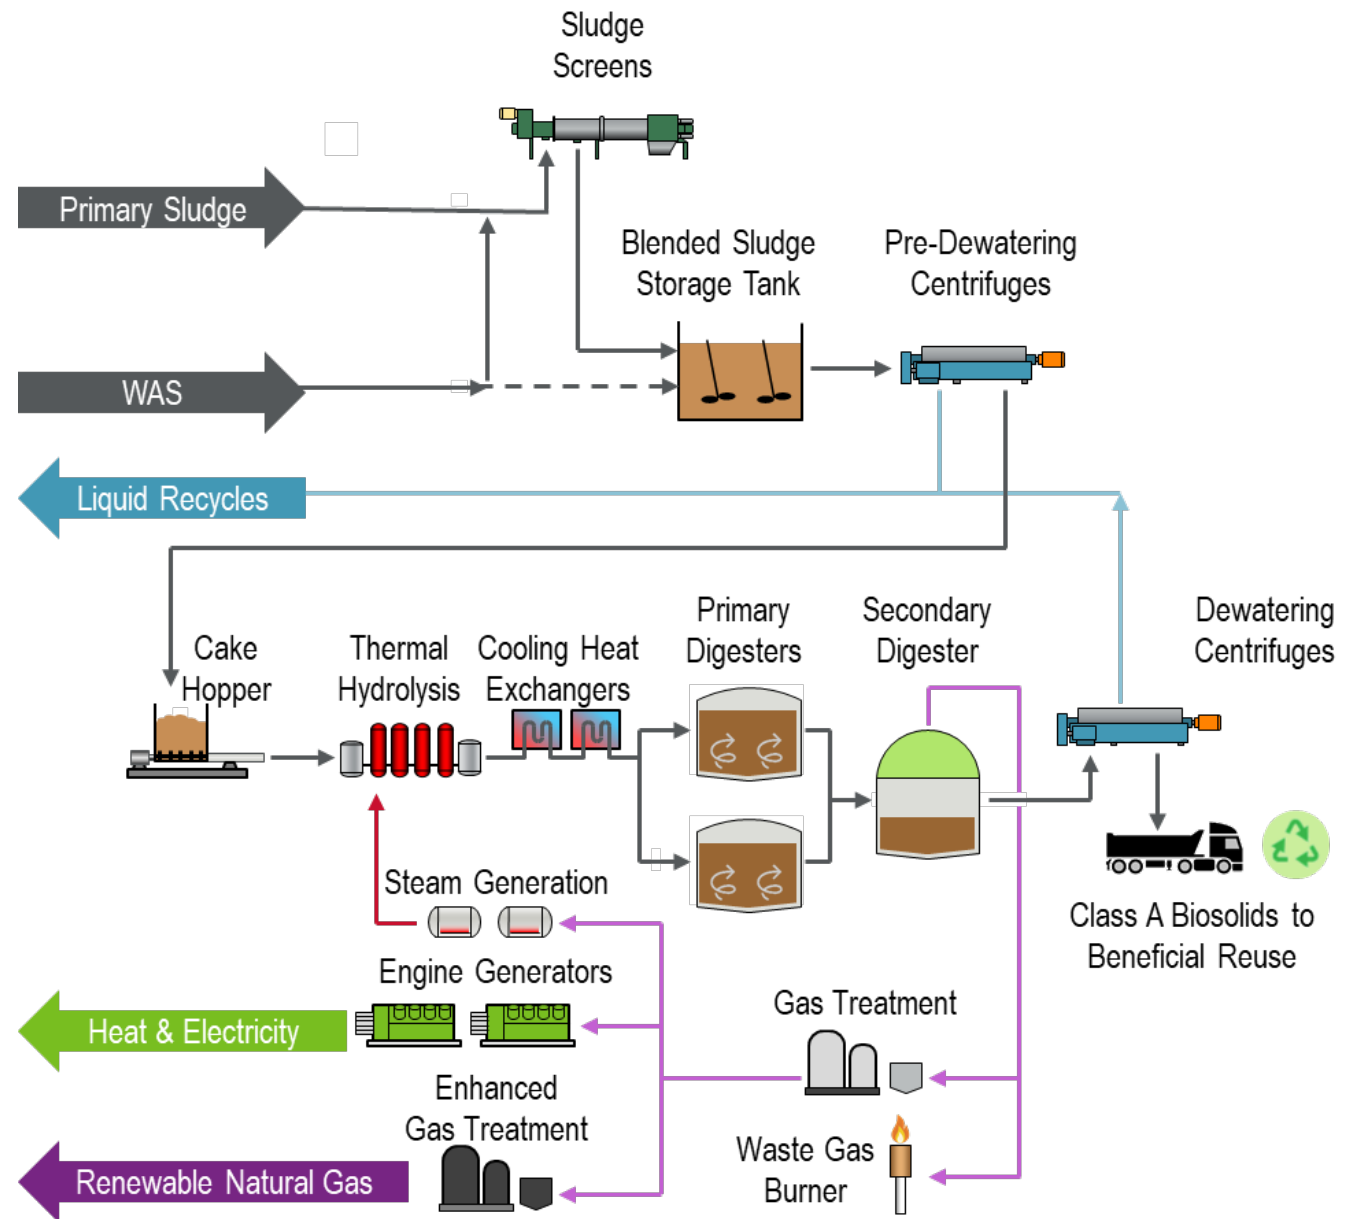 Sludge
Screens
Primary Sludge
Blended Sludge
Storage Tank
Pre-Dewatering
Centrifuges
WAS
Liquid Recycles
Cake
Hopper
Thermal
Hydrolysis
Cooling Heat
Exchangers
Primary
Digesters
Secondary
Digester
Dewatering
Centrifuges
Steam Generation
Class A Biosolids to
Beneficial Reuse
Engine Generators
Heat & Electricity
Gas Treatment
Enhanced
Gas Treatment
Waste Gas
Burner
Renewable Natural Gas